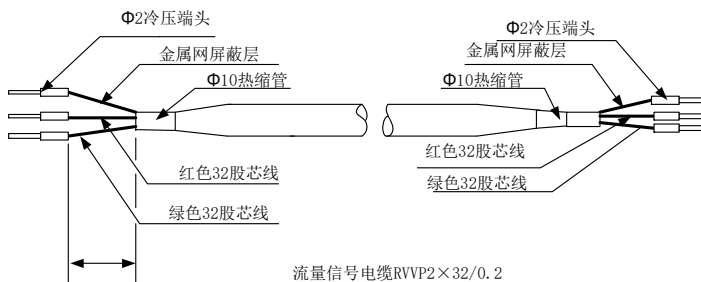 Φ2冷压端头
金属网屏蔽层
Φ10热缩管
红色32股芯线
绿色32股芯线
Φ2冷压端头
金属网屏蔽层
Φ10热缩管
红色32股芯线
绿色32股芯线
流量信号电缆RVVP2×32/0.2